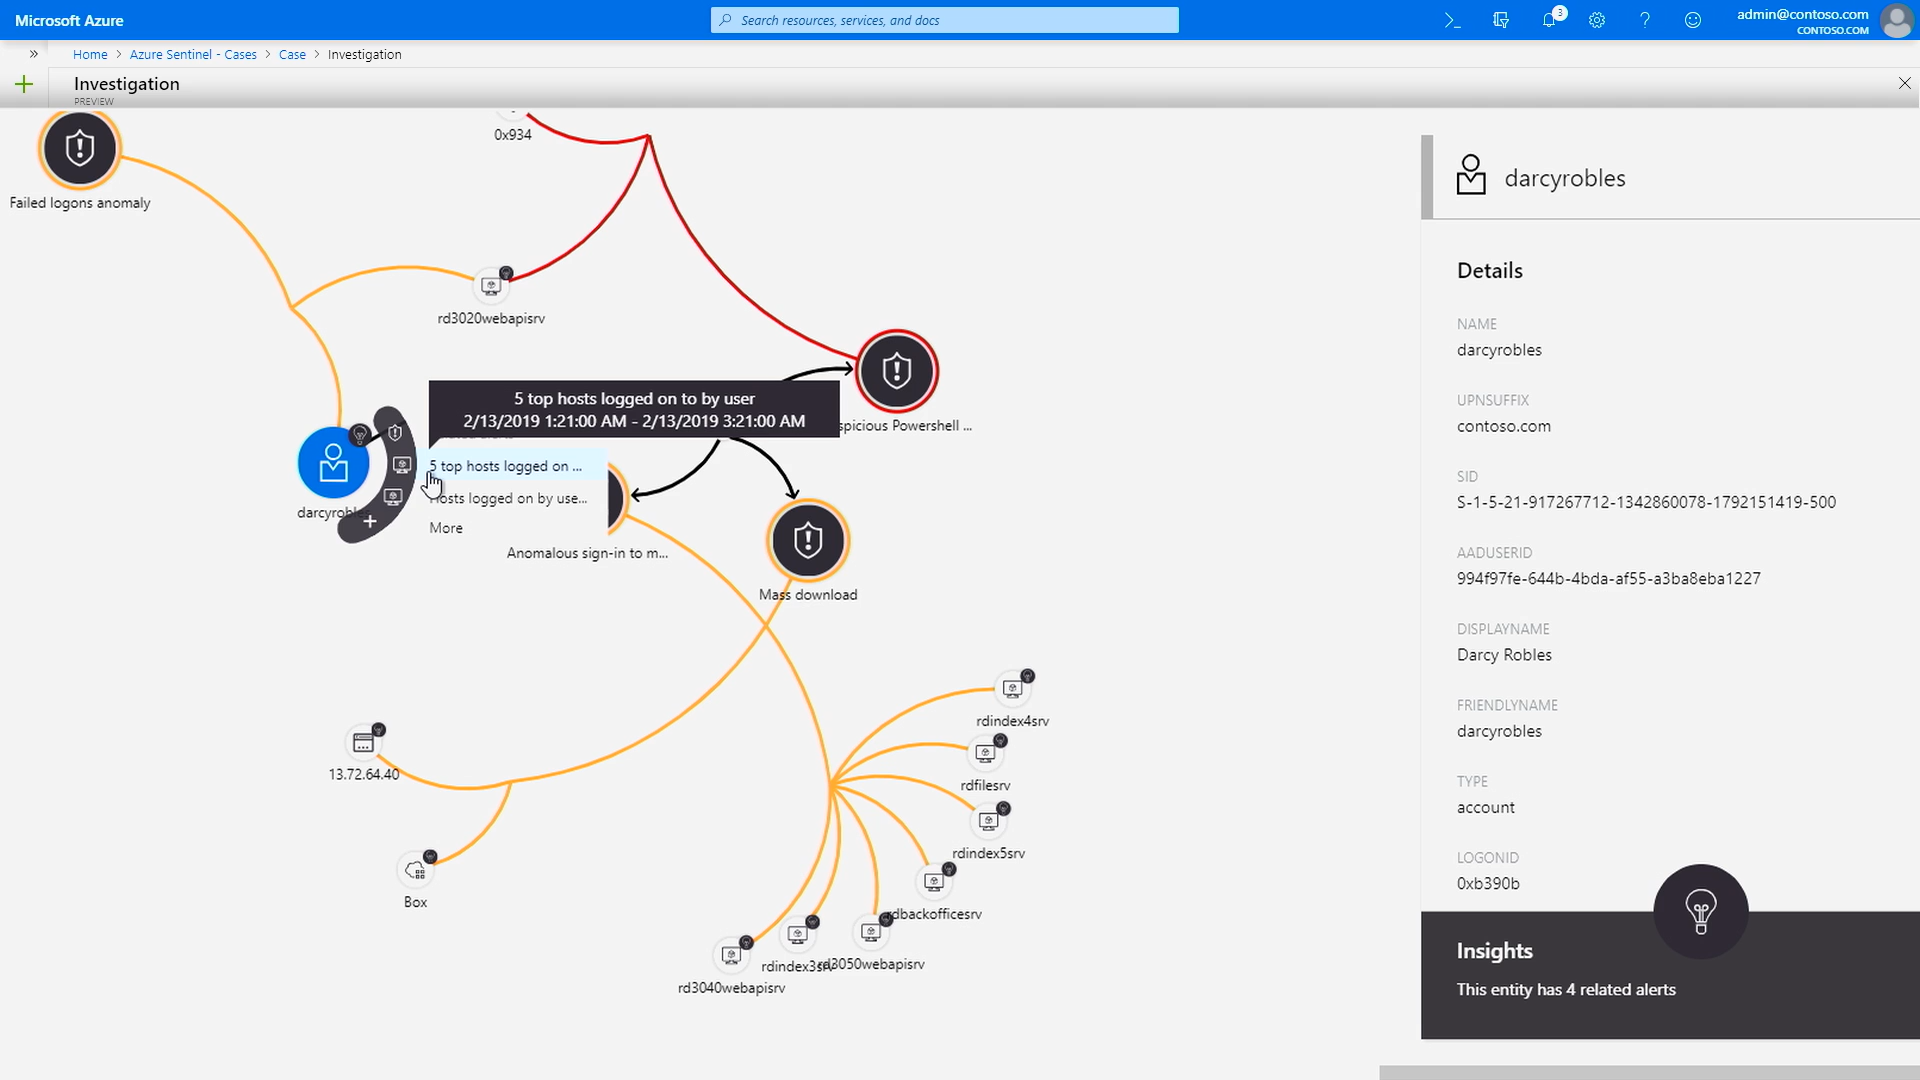 Microsoft Azure
Search resources, services, and docs
3
admin@contoso.com
CONTOSO.COM
Home > Azure Sentinel - Cases > Case > Investigation
Investigation
PREVIEW
0x934
Failed logons anomaly
rd3020webapisrv
5 top hosts logged on to by user
2/13/2019 1:21:00 AM - 2/13/2019 3:21:00 AM
Powershell ...
5 top hosts logged on ...
Hosts logged on by use...
More
darcyrobles
Anomalous sign-in to m...
Mass download
rdindex4srv
13.72.64.40
rdfilesrv
rdindex5srv
Box
rdbackofficesrv
rdindex3srv
rd3050webapisrv
rd3040webapisrv
darcyrobles
Details
NAME
darcyrobles
UPNSUFFIX
contoso.com
SID
S-1-5-21-917267712-1342860078-1792151419-500
AADUSERID
994f97fe-644b-4bda-af55-a3ba8eba1227
DISPLAYNAME
Darcy Robles
FRIENDLYNAME
darcyrobles
TYPE
account
LOGONID
0xb390b
Insights
This entity has 4 related alerts